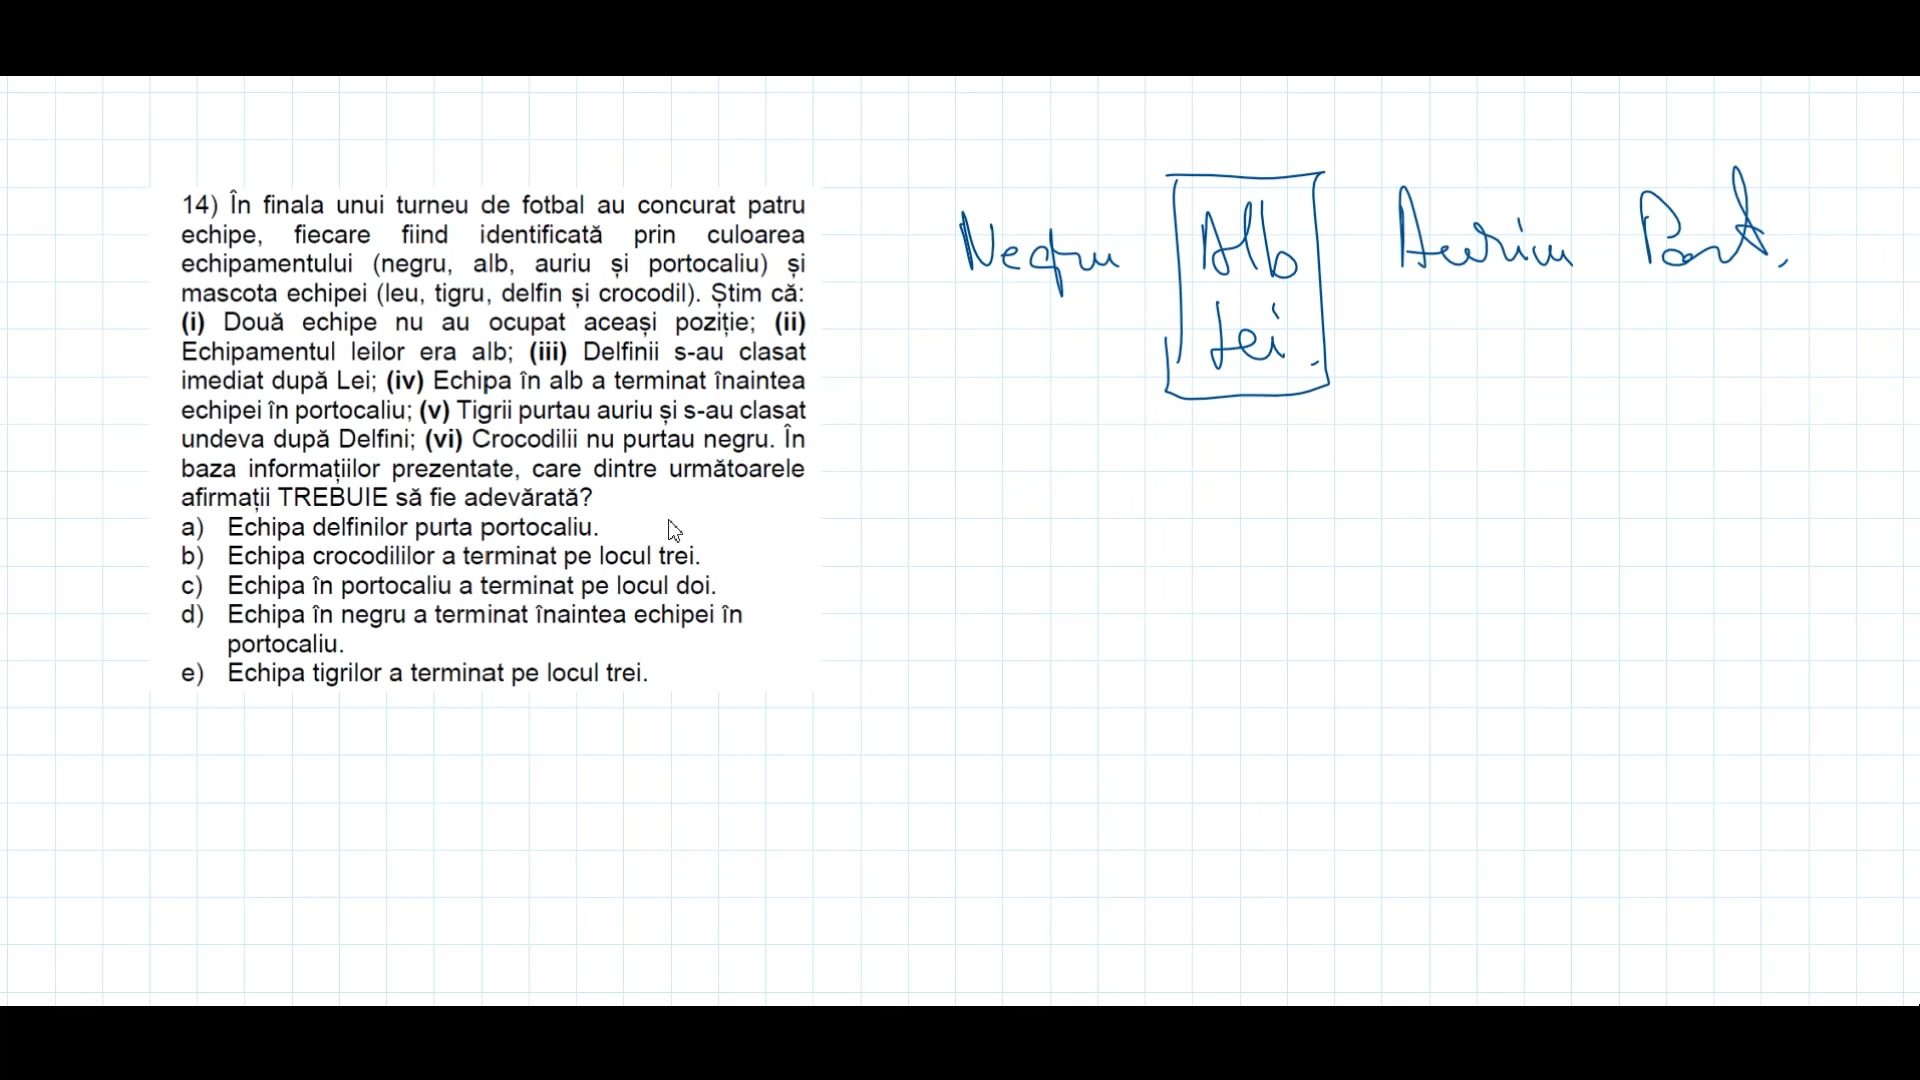 14) În finala unui turneu de fotbal au concurat patru
echipe, fiecare fiind identificată prin culoarea
echipamentului (negru, alb, auriu și portocaliu) și
mascota echipei (leu, tigru, delfin și crocodil). Știm că:
(i) Două echipe nu au ocupat aceași poziție; (ii)
Echipamentul leilor era alb; (iii) Delfinii s-au clasat
imediat după Lei; (iv) Echipa în alb a terminat înaintea
echipei în portocaliu; (v) Tigrii purtau auriu și s-au clasat
undeva după Delfini; (vi) Crocodilii nu purtau negru. În
baza informațiilor prezentate, care dintre următoarele
afirmații TREBUIE să fie adevărată?
a) Echipa delfinilor purta portocaliu.
b) Echipa crocodililor a terminat pe locul trei.
c) Echipa în portocaliu a terminat pe locul doi.
d) Echipa în negru a terminat înaintea echipei în
portocaliu.
e) Echipa tigrilor a terminat pe locul trei.
Negru Alb Auriu Port.
Lei